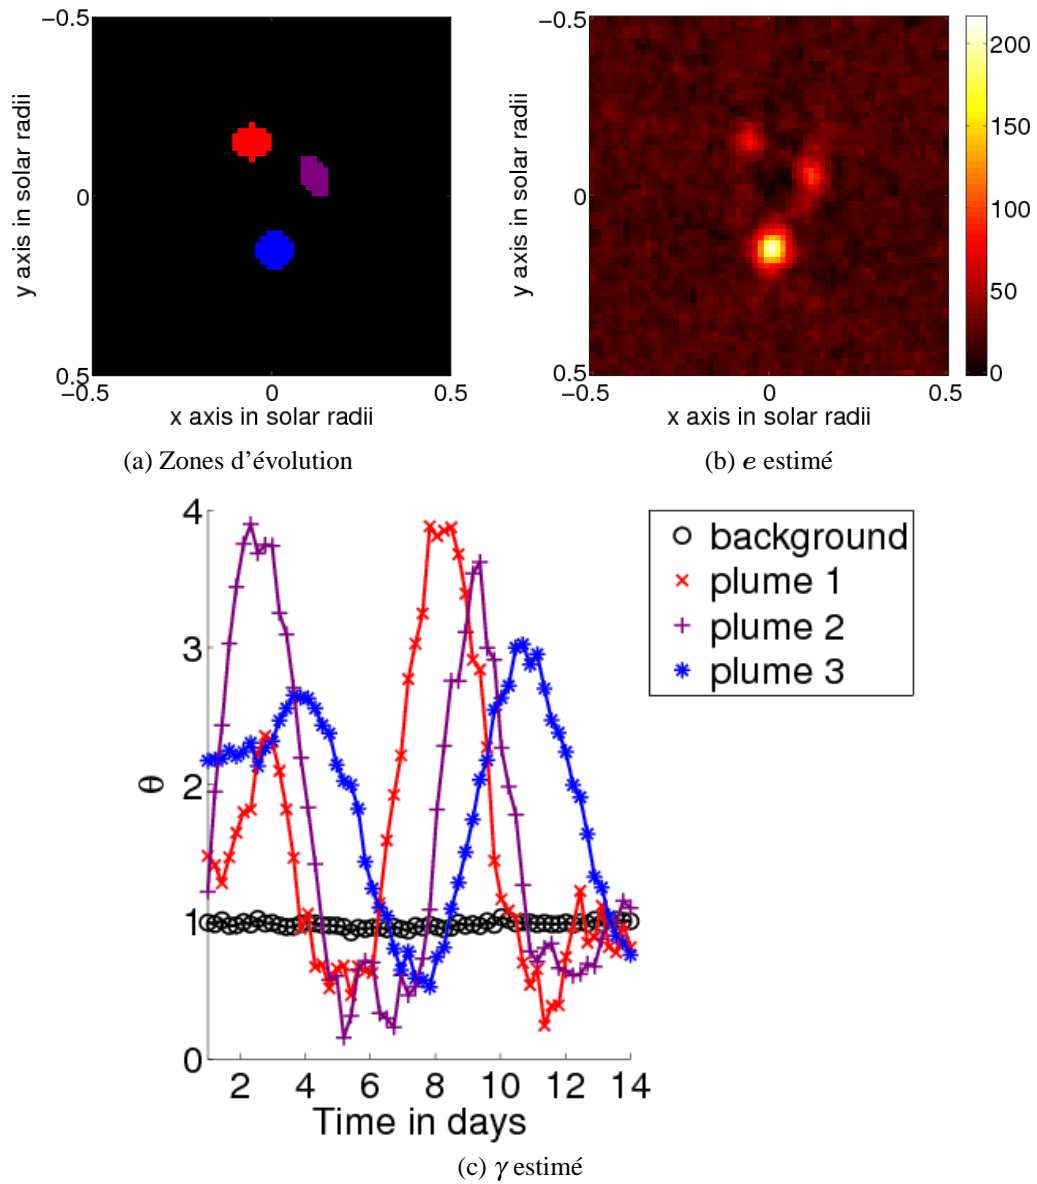 −0.5
y axis in solar radii
0
0.5
−0.5
0
0.5
x axis in solar radii
(a) Zones d'évolution
−0.5
y axis in solar radii
0
0.5
−0.5
0
0.5
x axis in solar radii
200
150
100
50
0
(b) e estimé
4
3
2
1
0
θ
2
4
6
8
10
12
14
Time in days
background
plume 1
plume 2
plume 3
(c) γ estimé